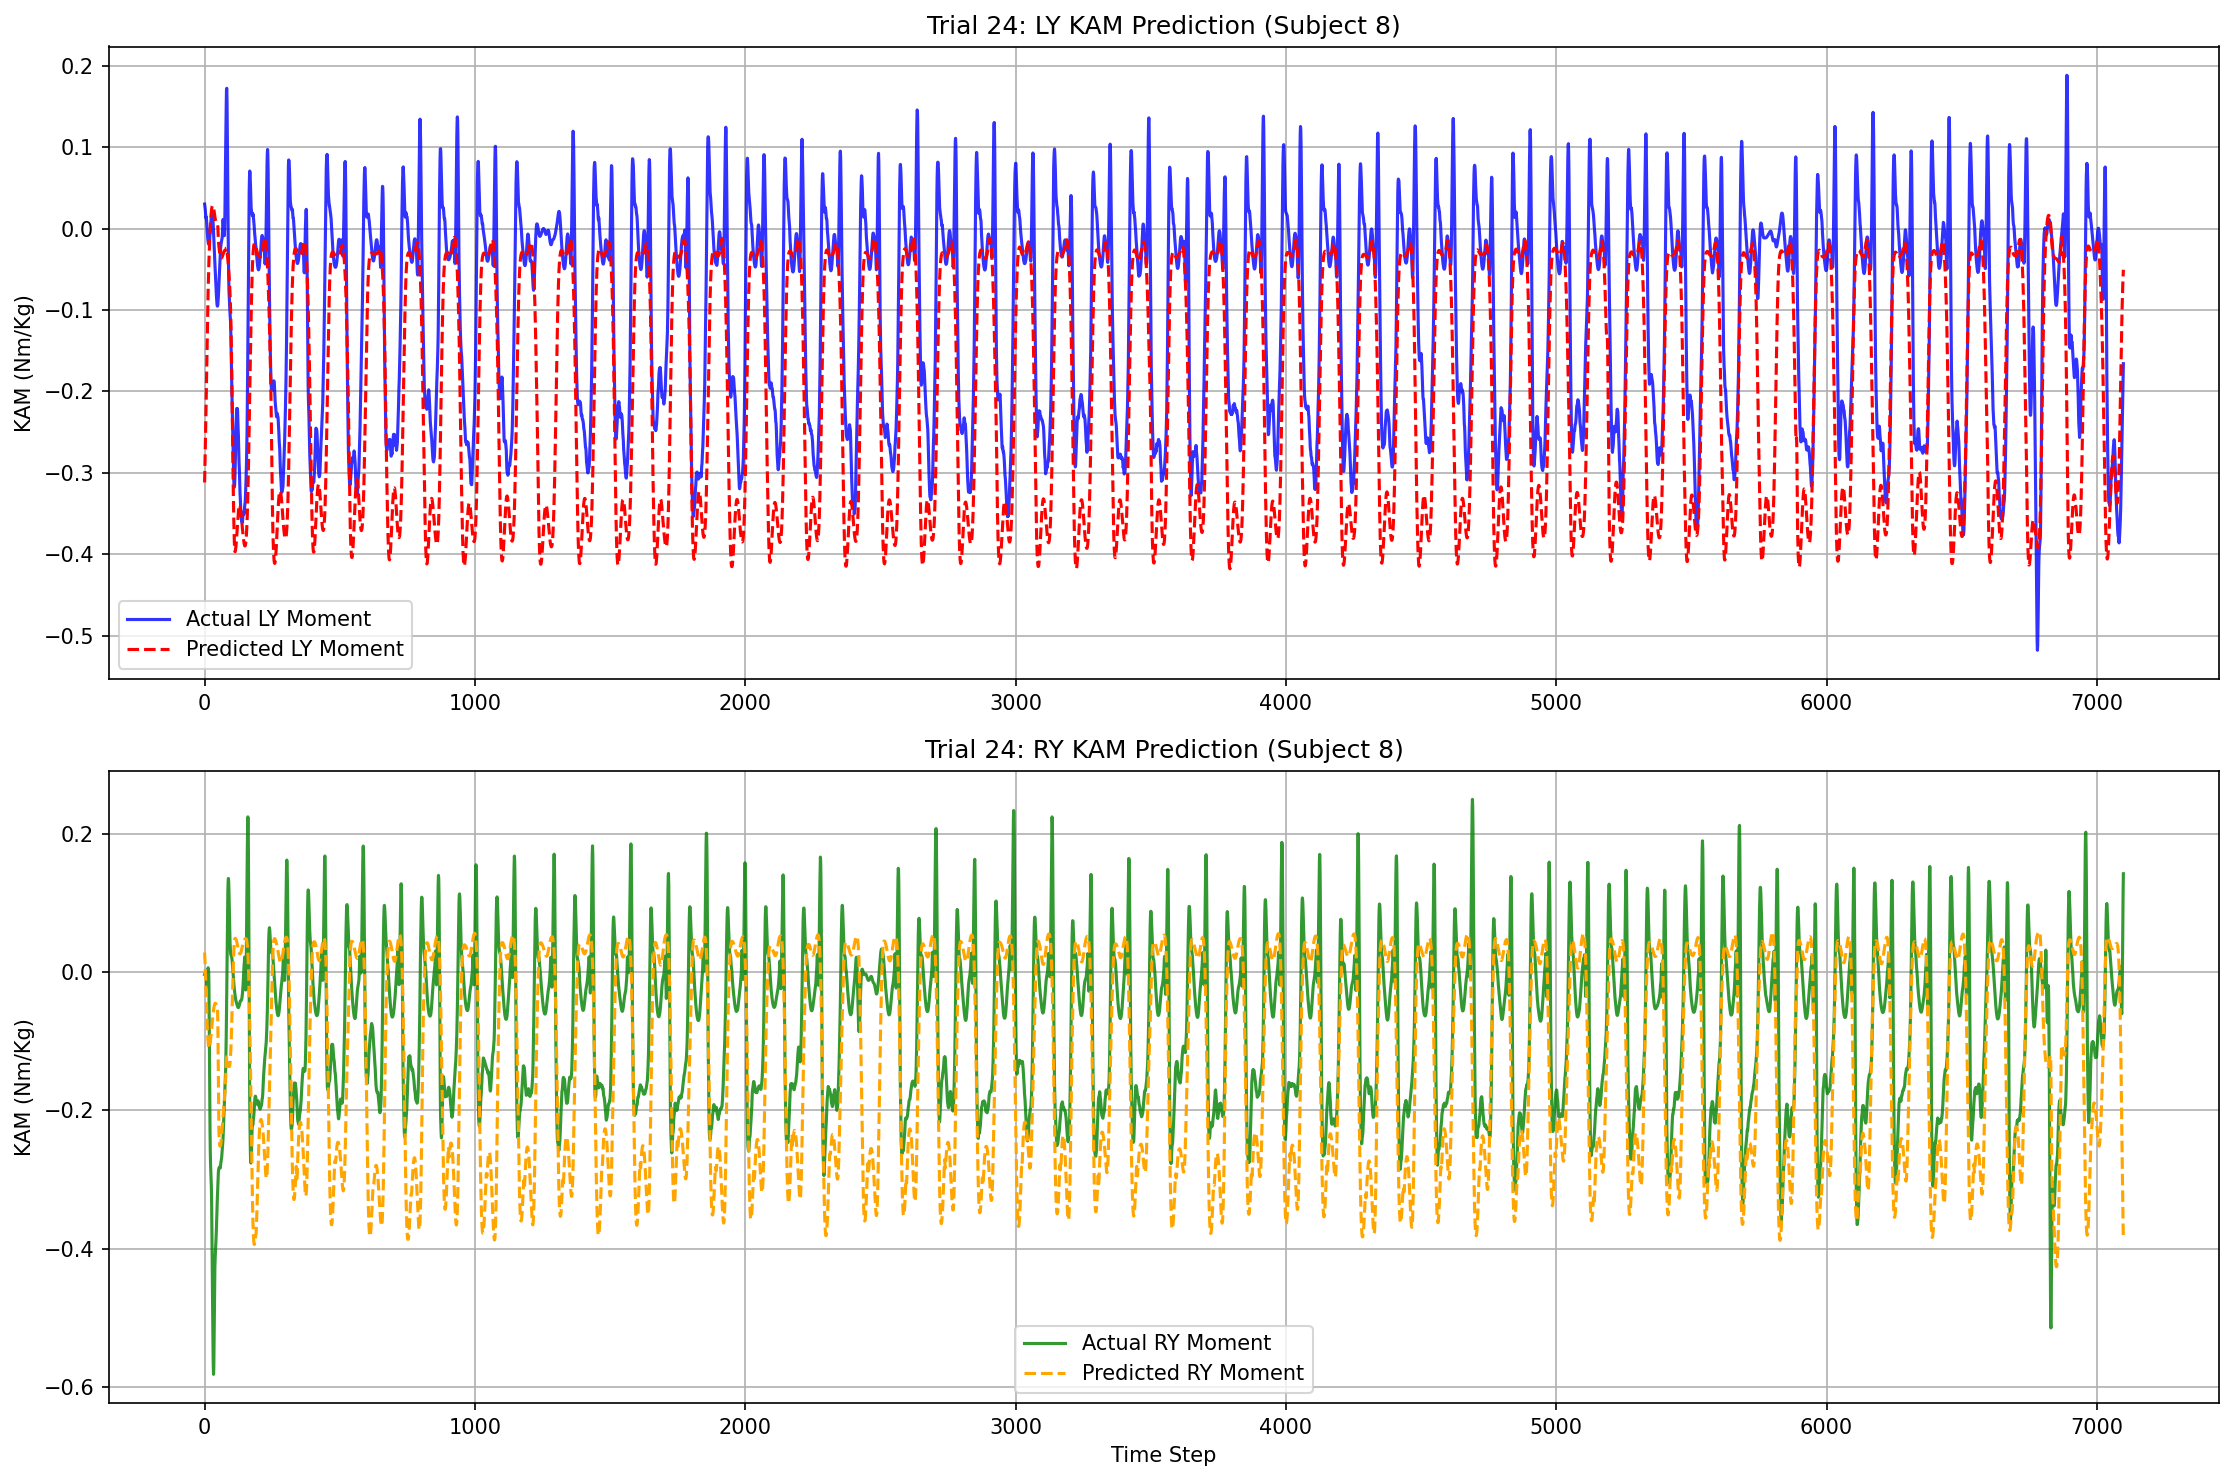 Trial 24: LY KAM Prediction (Subject 8)
KAM (Nm/Kg)
0.2
0.1
0.0
−0.1
−0.2
−0.3
−0.4
−0.5
Actual LY Moment
Predicted LY Moment
0 1000 2000 3000 4000 5000 6000 7000
Trial 24: RY KAM Prediction (Subject 8)
KAM (Nm/Kg)
0.2
0.0
−0.2
−0.4
−0.6
Actual RY Moment
Predicted RY Moment
0 1000 2000 3000 4000 5000 6000 7000
Time Step